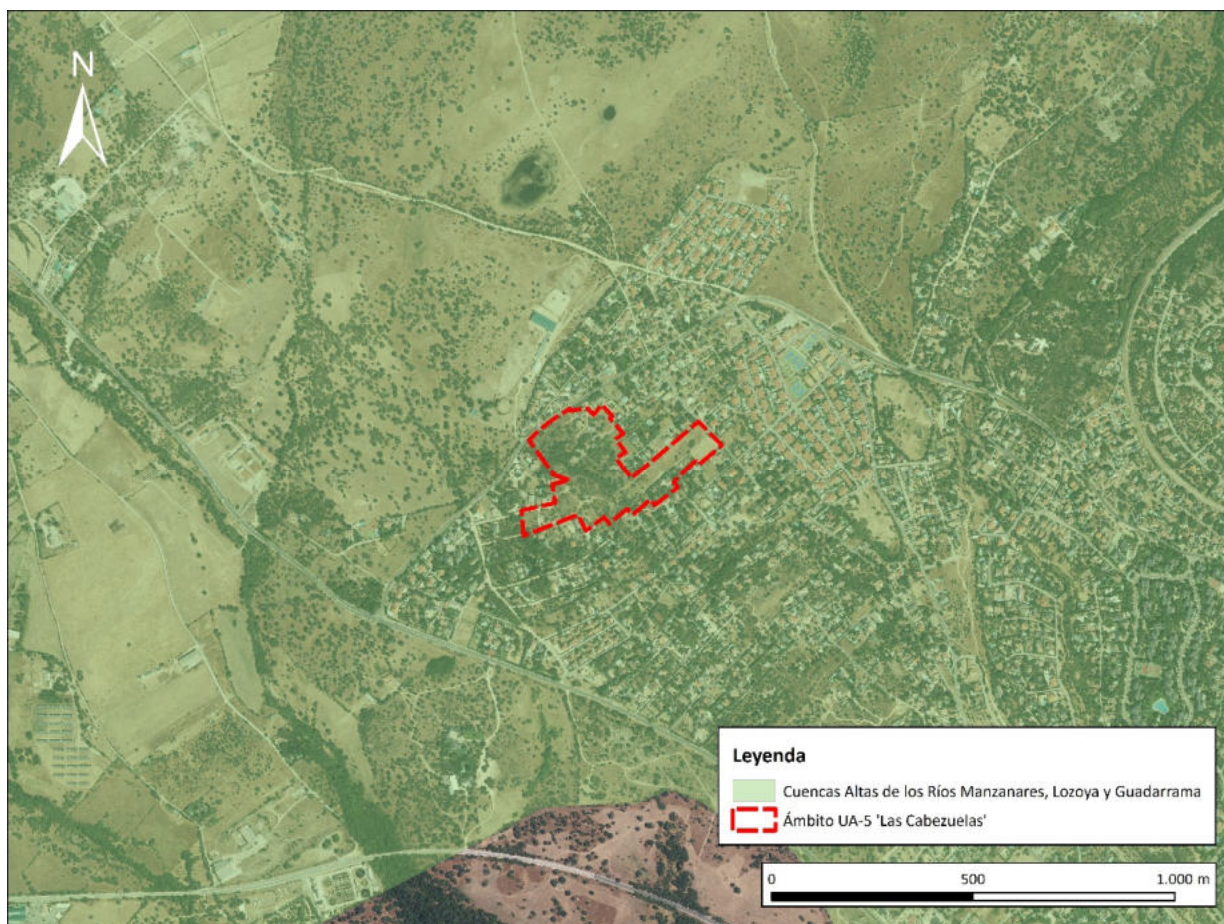 N
Leyenda
Cuencas Altas de los Ríos Manzanares, Lozoya y Guadarrama
Ámbito UA-5 'Las Cabezuelas'
0 500 1.000 m